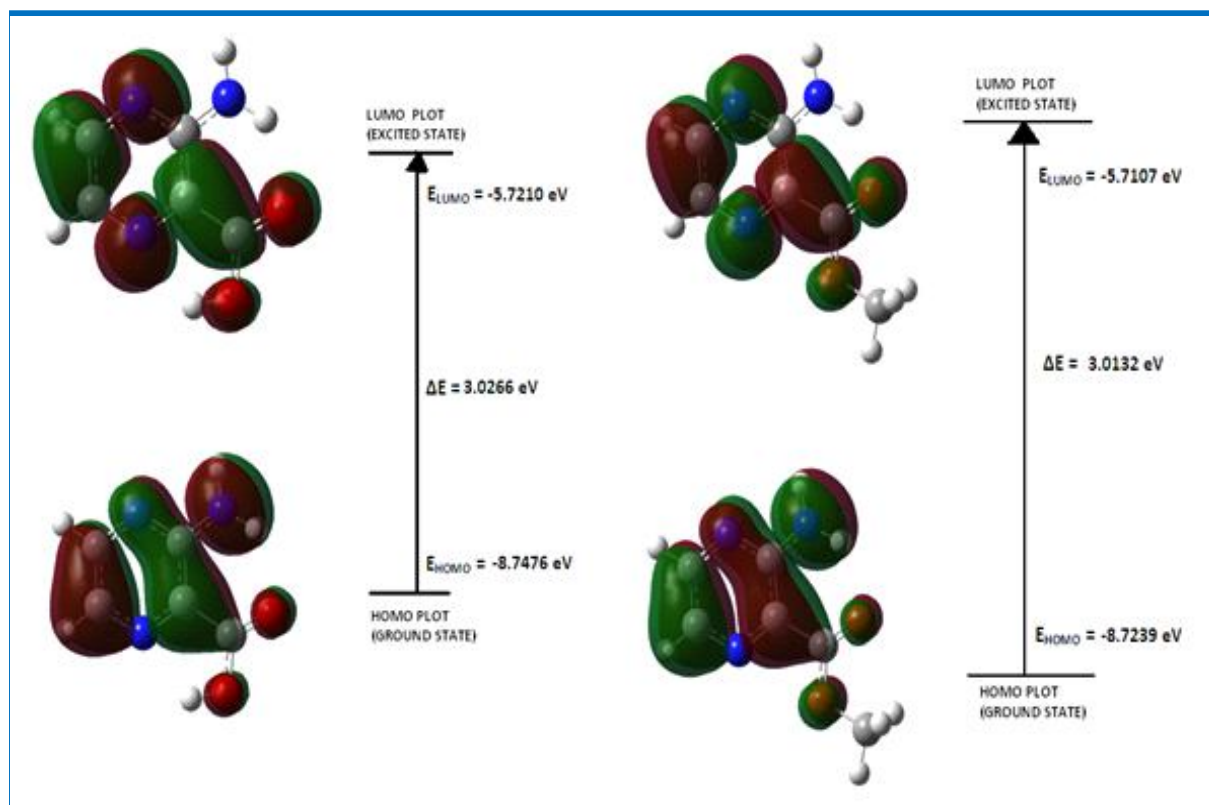 LUMO PLOT
(EXCITED STATE)
E_LUMO = -5.7210 eV
ΔE = 3.0266 eV
E_HOMO = -8.7476 eV
HOMO PLOT
(GROUND STATE)
LUMO PLOT
(EXCITED STATE)
E_LUMO = -5.7107 eV
ΔE = 3.0132 eV
E_HOMO = -8.7239 eV
HOMO PLOT
(GROUND STATE)